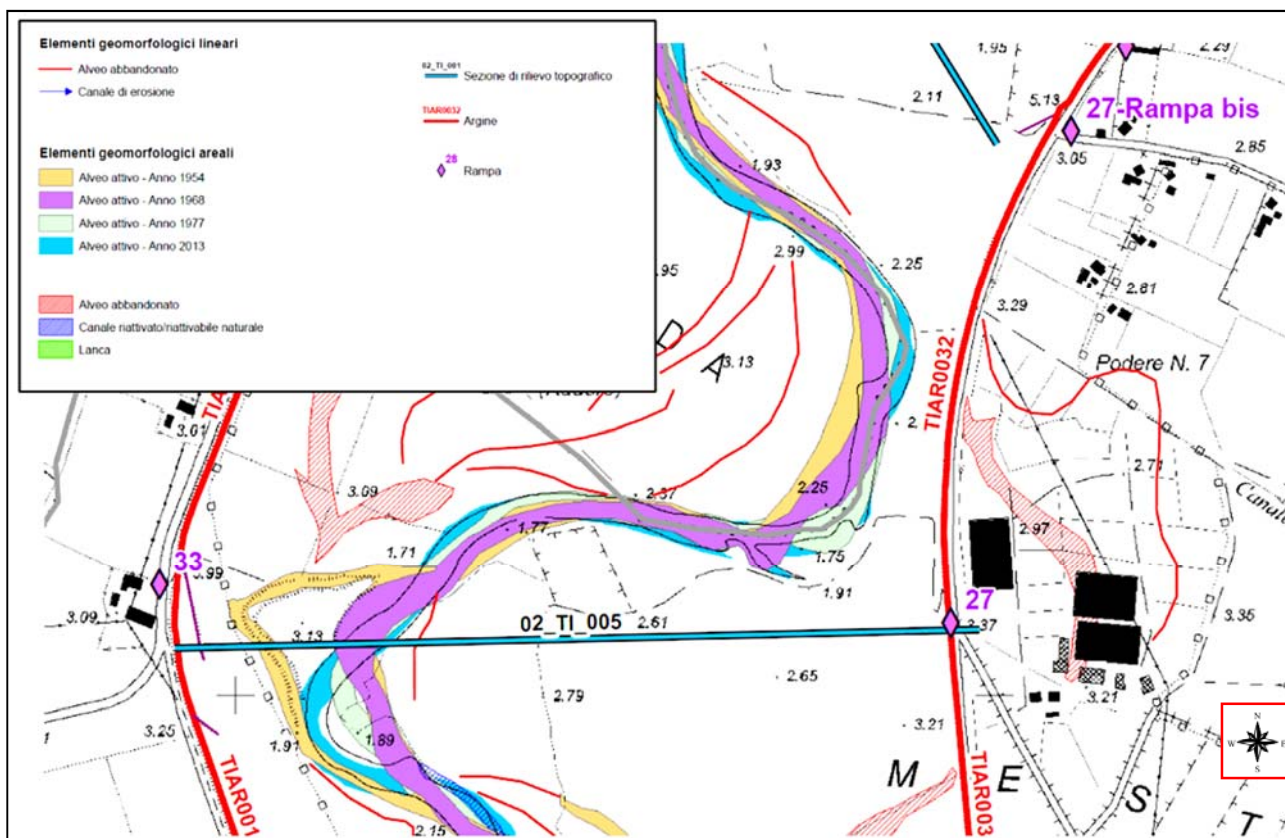 Elementi geomorfologici lineari
Alveo abbandonato
Canale di erosione
02_TI_001
Sezione di rilievo topografico
TIAR0032
Argine
28
Rampa
Elementi geomorfologici areali
Alveo attivo - Anno 1954
Alveo attivo - Anno 1968
Alveo attivo - Anno 1977
Alveo attivo - Anno 2013
Alveo abbandonato
Canale riattivato/riattivabile naturale
Lanca
1.95
2.29
2.11
5.13
27-Rampa bis
3.05
2.85
1.93
2.99
2.25
2.81
3.29
D
A
3.13
TIAR0032
Podere N. 7
3.01
3.09
2.37
2.25
2.71
Canale
1.77
2.97
1.71
1.75
33
3.99
1.91
27
3.09
3.13
02_TI_005
2.61
3.37
3.35
2.65
2.79
3.21
3.21
3.25
1.91
1.89
N
W
E
S
TIAR001
TIAR003
M E S T
2.15